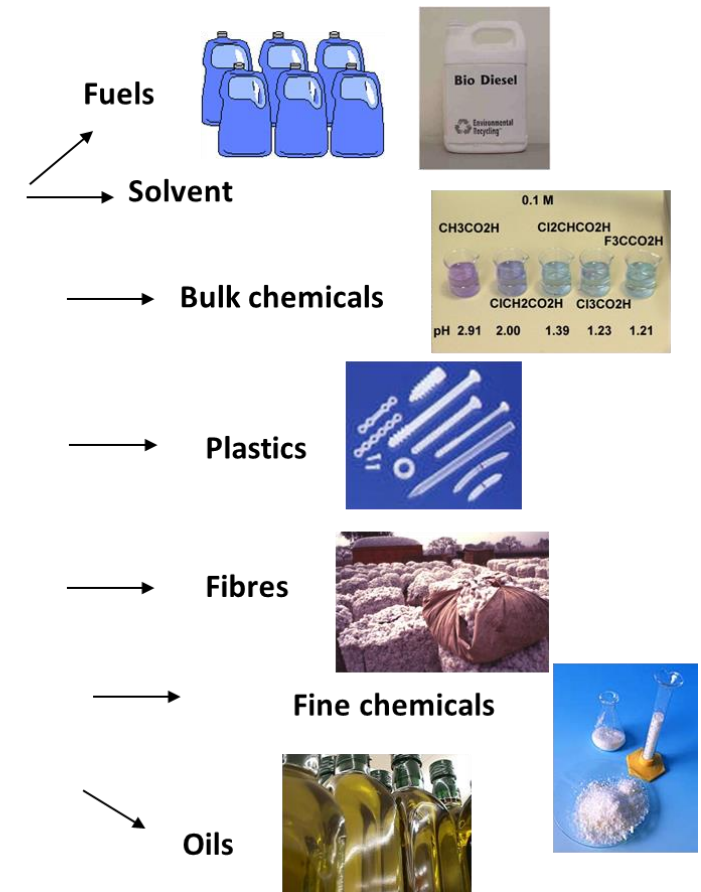 Fuels
Bio Diesel
Environmental
Recycling
Solvent
0.1 M
CH3CO2H Cl2CHCO2H
F3CCO2H
ClCH2CO2H Cl3CO2H
pH 2.91 2.00 1.39 1.23 1.21
Bulk chemicals
Plastics
Fibres
Fine chemicals
Oils